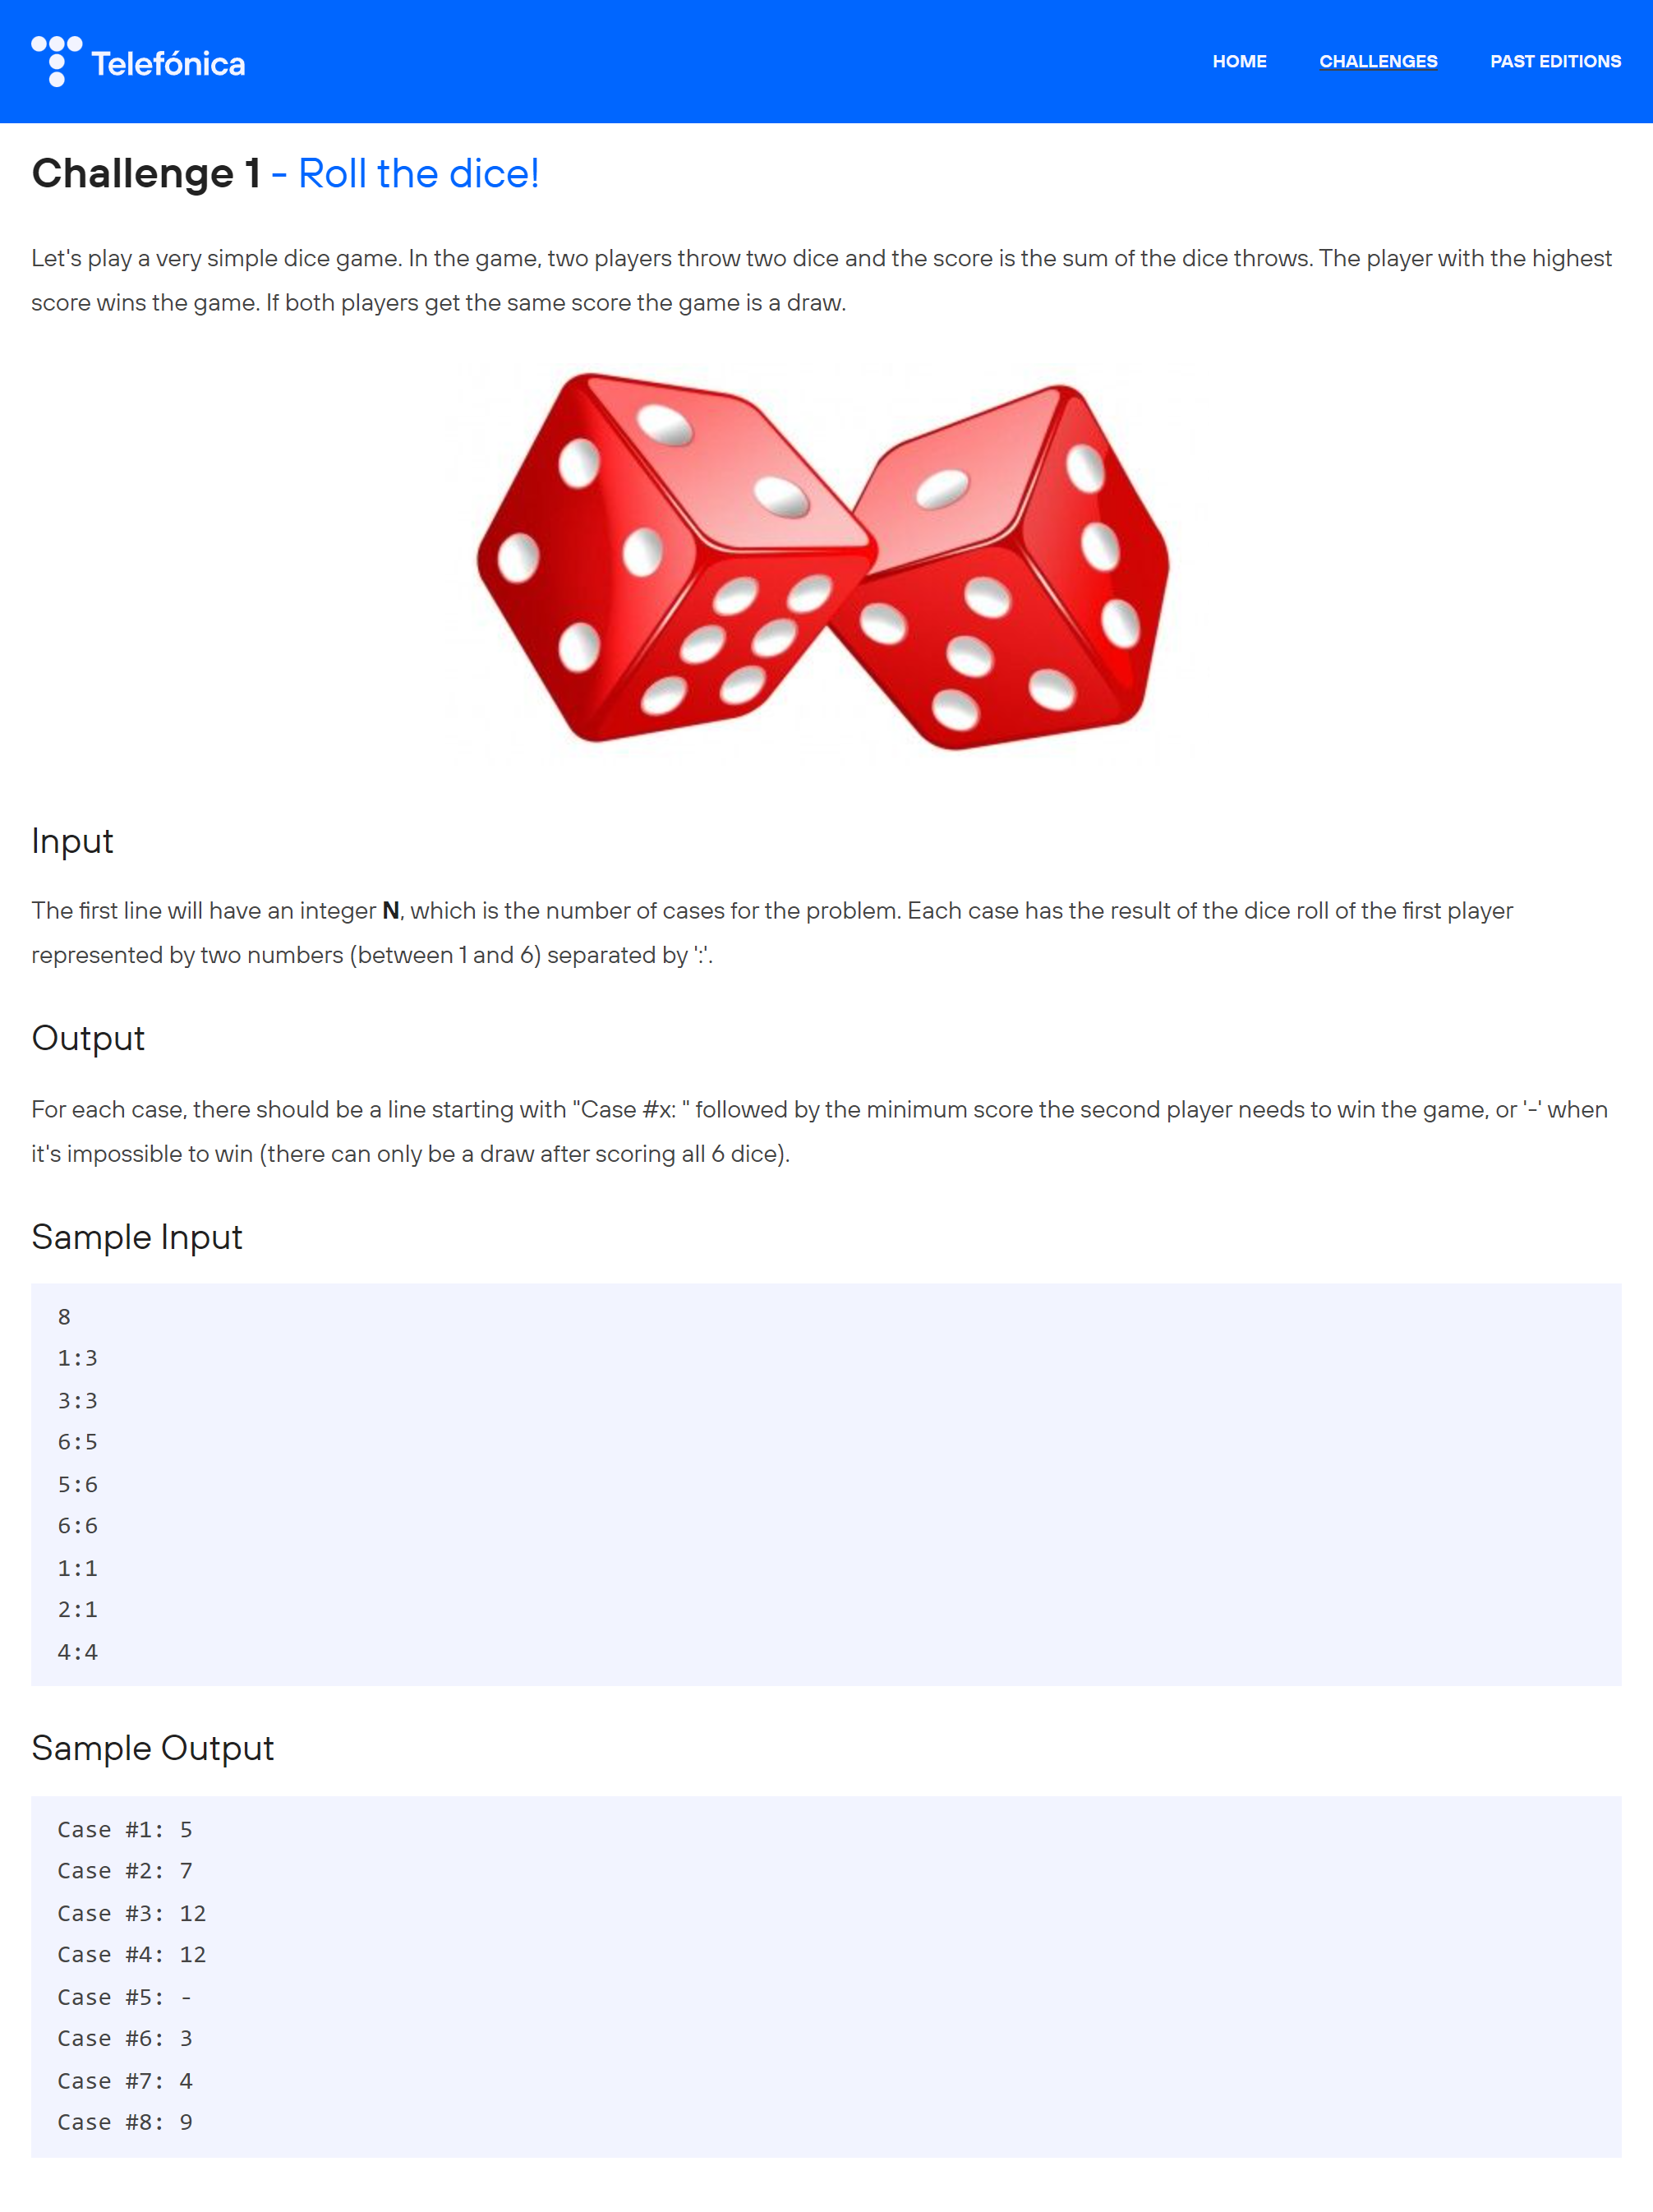 Telefónica
HOME CHALLENGES PAST EDITIONS
Challenge 1 - Roll the dice!
Let's play a very simple dice game. In the game, two players throw two dice and the score is the sum of the dice throws. The player with the highest
score wins the game. If both players get the same score the game is a draw.
Input
The first line will have an integer N, which is the number of cases for the problem. Each case has the result of the dice roll of the first player
represented by two numbers (between 1 and 6) separated by ':'.
Output
For each case, there should be a line starting with "Case #x: " followed by the minimum score the second player needs to win the game, or '-' when
it's impossible to win (there can only be a draw after scoring all 6 dice).
Sample Input
8
1:3
3:3
6:5
5:6
6:6
1:1
2:1
4:4
Sample Output
Case #1: 5
Case #2: 7
Case #3: 12
Case #4: 12
Case #5: -
Case #6: 3
Case #7: 4
Case #8: 9